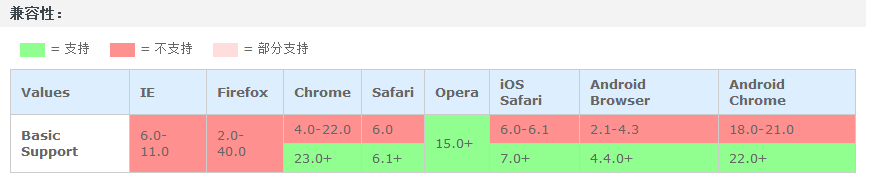 兼容性：
= 支持 = 不支持 = 部分支持
Values IE Firefox Chrome Safari Opera iOS Safari Android Browser Android Chrome
Basic Support 6.0-11.0 2.0-40.0 4.0-22.0 6.0 15.0+ 6.0-6.1 2.1-4.3 18.0-21.0
23.0+ 6.1+ 7.0+ 4.4.0+ 22.0+